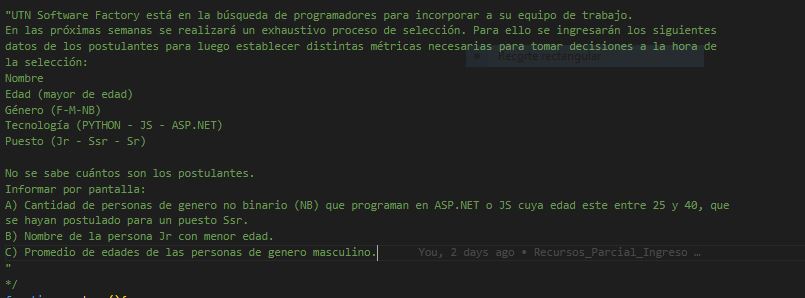 "UTN Software Factory está en la búsqueda de programadores para incorporar a su equipo de trabajo.
En las próximas semanas se realizará un exhaustivo proceso de selección. Para ello se ingresarán los siguientes
datos de los postulantes para luego establecer distintas métricas necesarias para tomar decisiones a la hora de
la selección:
Recorte rectangular
Nombre
Edad (mayor de edad)
Género (F-M-NB)
Tecnología (PYTHON - JS - ASP.NET)
Puesto (Jr - Ssr - Sr)
No se sabe cuántos son los postulantes.
Informar por pantalla:
A) Cantidad de personas de genero no binario (NB) que programan en ASP.NET o JS cuya edad este entre 25 y 40, que
se hayan postulado para un puesto Ssr.
B) Nombre de la persona Jr con menor edad.
C) Promedio de edades de las personas de genero masculino. You, 2 days ago • Recursos_Parcial_Ingreso …
"
*/